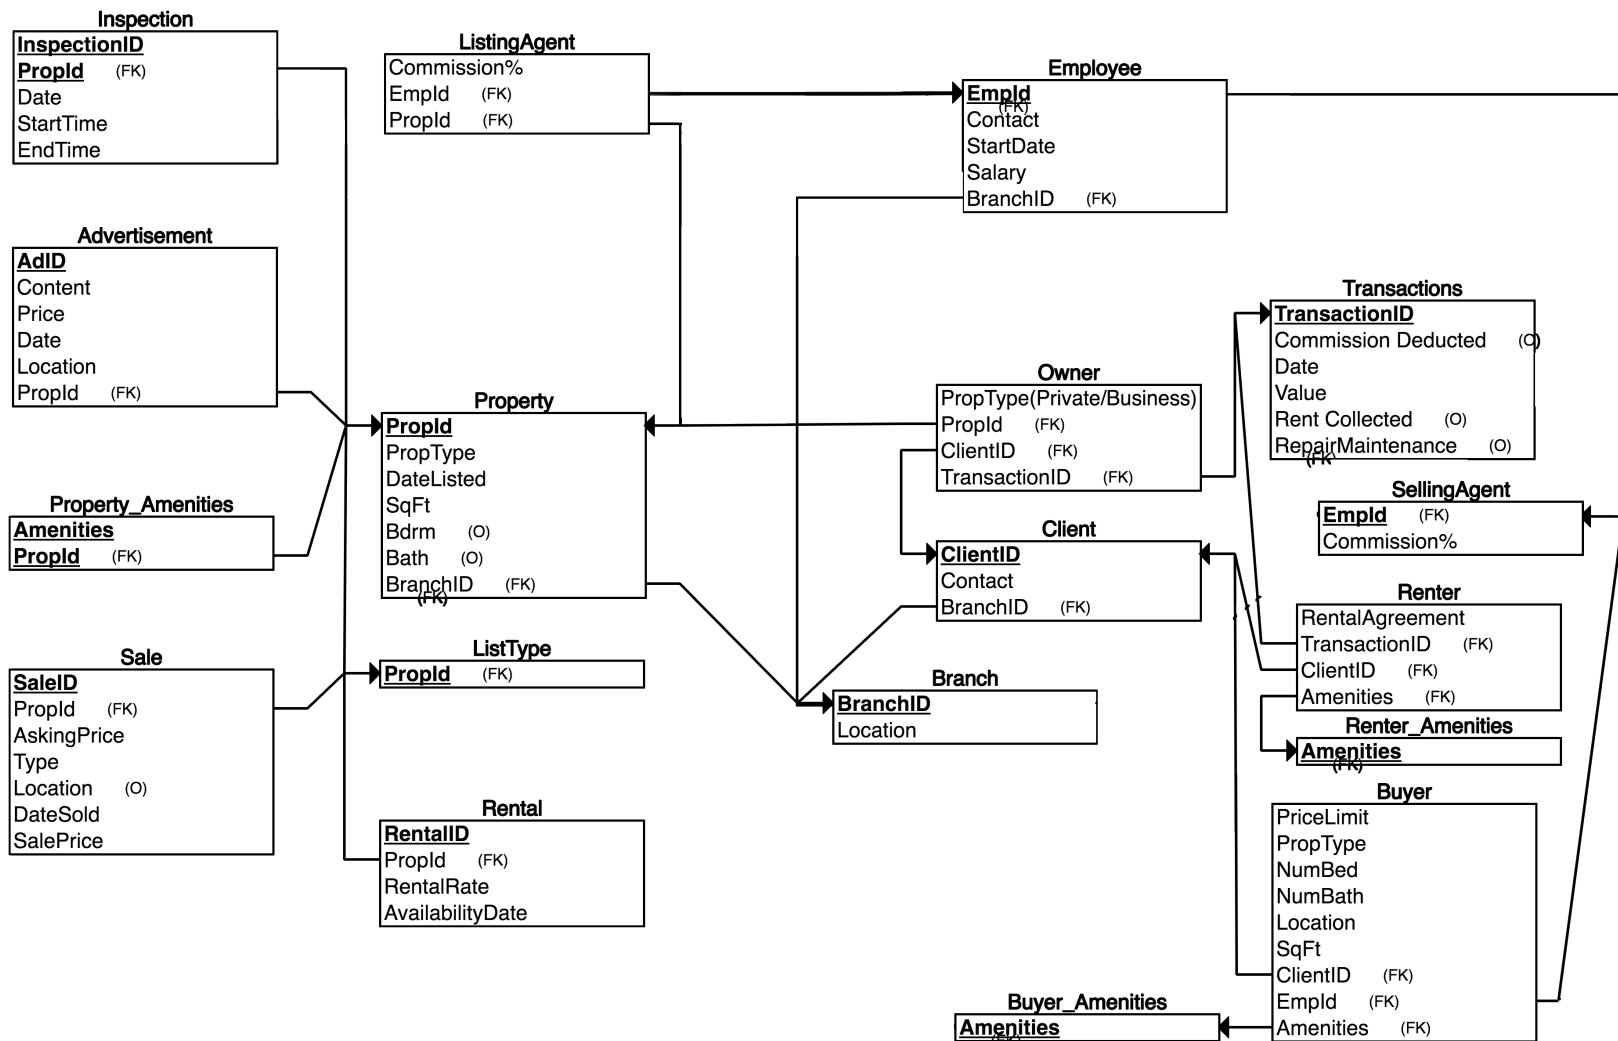 Inspection
InspectionID
PropId (FK)
Date
StartTime
EndTime
ListingAgent
Commission%
EmpId (FK)
PropId (FK)
Employee
EmpId
(FK)
Contact
StartDate
Salary
BranchID (FK)
Advertisement
AdID
Content
Price
Date
Location
PropId (FK)
Transactions
TransactionID
Commission Deducted (O)
Date
Value
Rent Collected (O)
RepairMaintenance (O)
(FK
Owner
PropType(Private/Business)
PropId (FK)
ClientID (FK)
TransactionID (FK)
Property
PropId
PropType
DateListed
SqFt
Bdrm (O)
Bath (O)
BranchID (FK)
(FK)
Property_Amenities
Amenities
PropId (FK)
SellingAgent
EmpId (FK)
Commission%
Client
ClientID
Contact
BranchID (FK)
Renter
RentalAgreement
TransactionID (FK)
ClientID (FK)
Amenities (FK)
Sale
SaleID
PropId (FK)
AskingPrice
Type
Location (O)
DateSold
SalePrice
ListType
PropId (FK)
Branch
BranchID
Location
Renter_Amenities
Amenities
(FK)
Rental
RentalID
PropId (FK)
RentalRate
AvailabilityDate
Buyer
PriceLimit
PropType
NumBed
NumBath
Location
SqFt
ClientID (FK)
EmpId (FK)
Amenities (FK)
Buyer_Amenities
Amenities